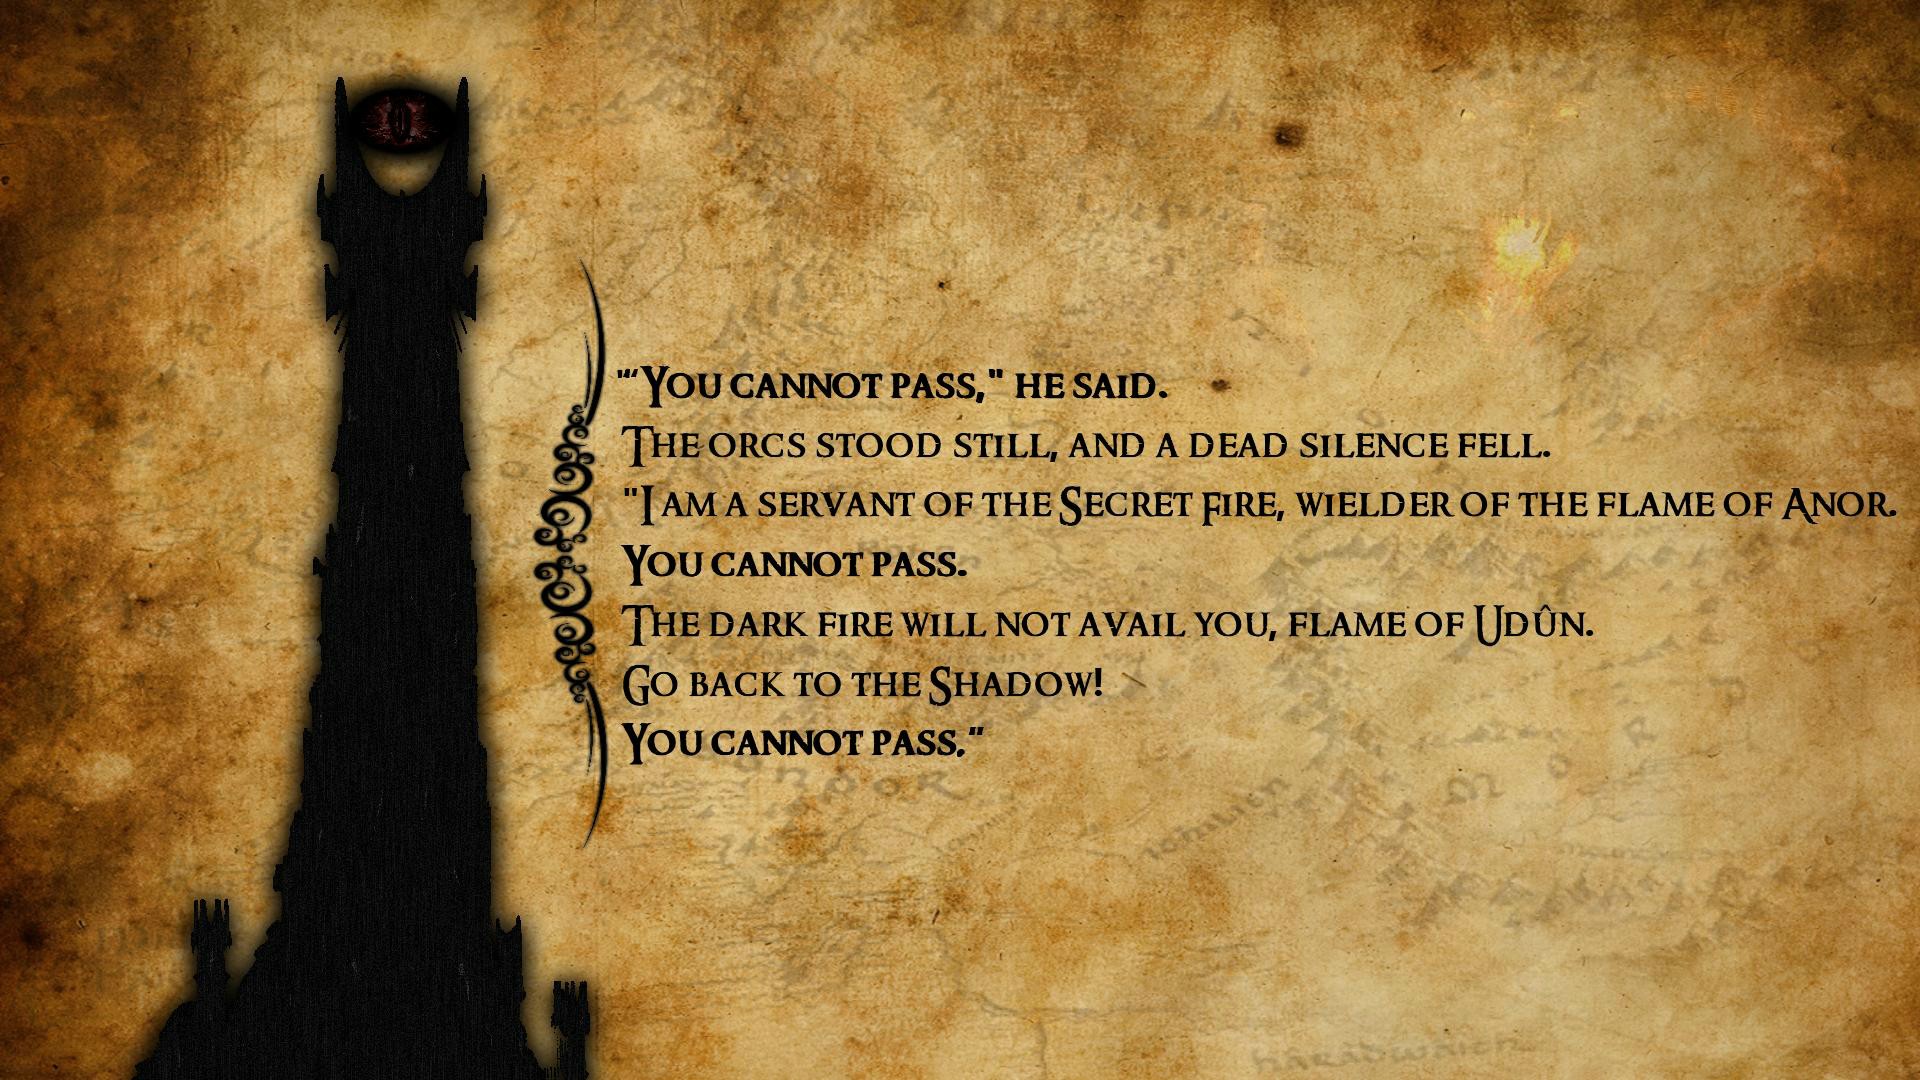 "“You cannot pass," he said.
The orcs stood still, and a dead silence fell.
"I am a servant of the Secret Fire, wielder of the flame of Anor.
You cannot pass.
The dark fire will not avail you, flame of Udûn.
Go back to the Shadow!
You cannot pass.”
haradwaith